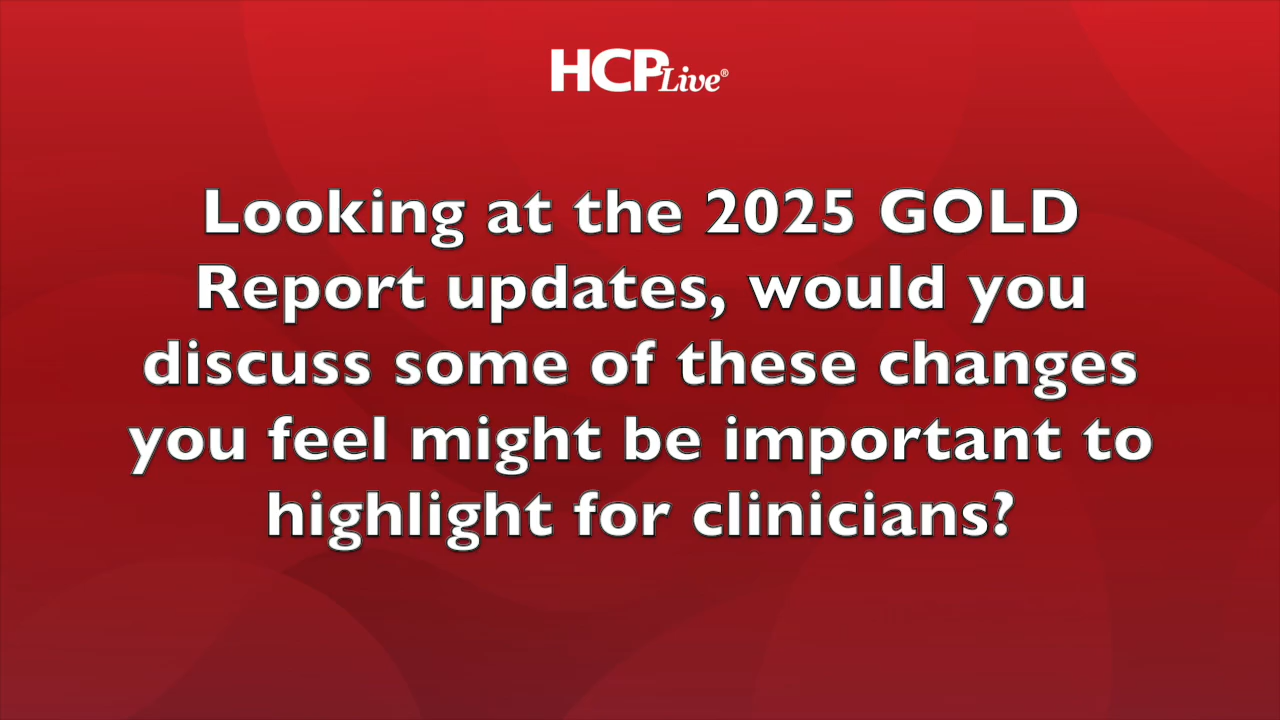 HCPLive®
Looking at the 2025 GOLD
Report updates, would you
discuss some of these changes
you feel might be important to
highlight for clinicians?